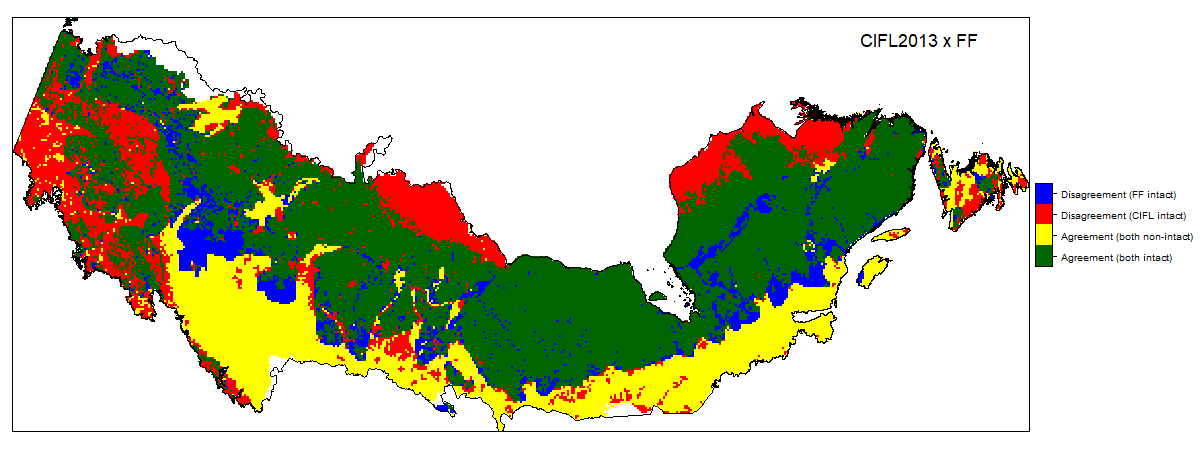 CIFL2013 x FF
Disagreement (FF intact)
Disagreement (CIFL intact)
Agreement (both non-intact)
Agreement (both intact)